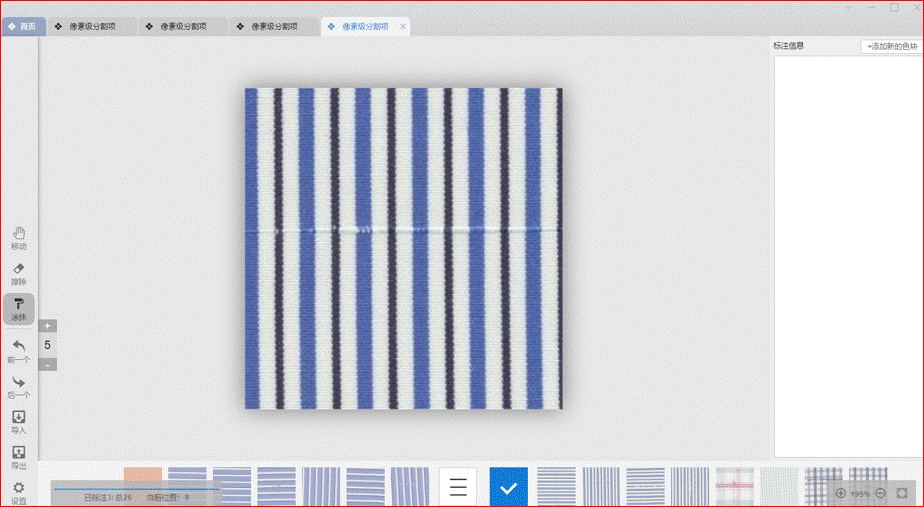 首页
像素级分割项
像素级分割项
像素级分割项
像素级分割项
标注信息
+添加新的色块
移动
擦除
涂抹
+
5
-
前一个
后一个
导入
导出
设置
已标注3/总26 当前位置：8
195%